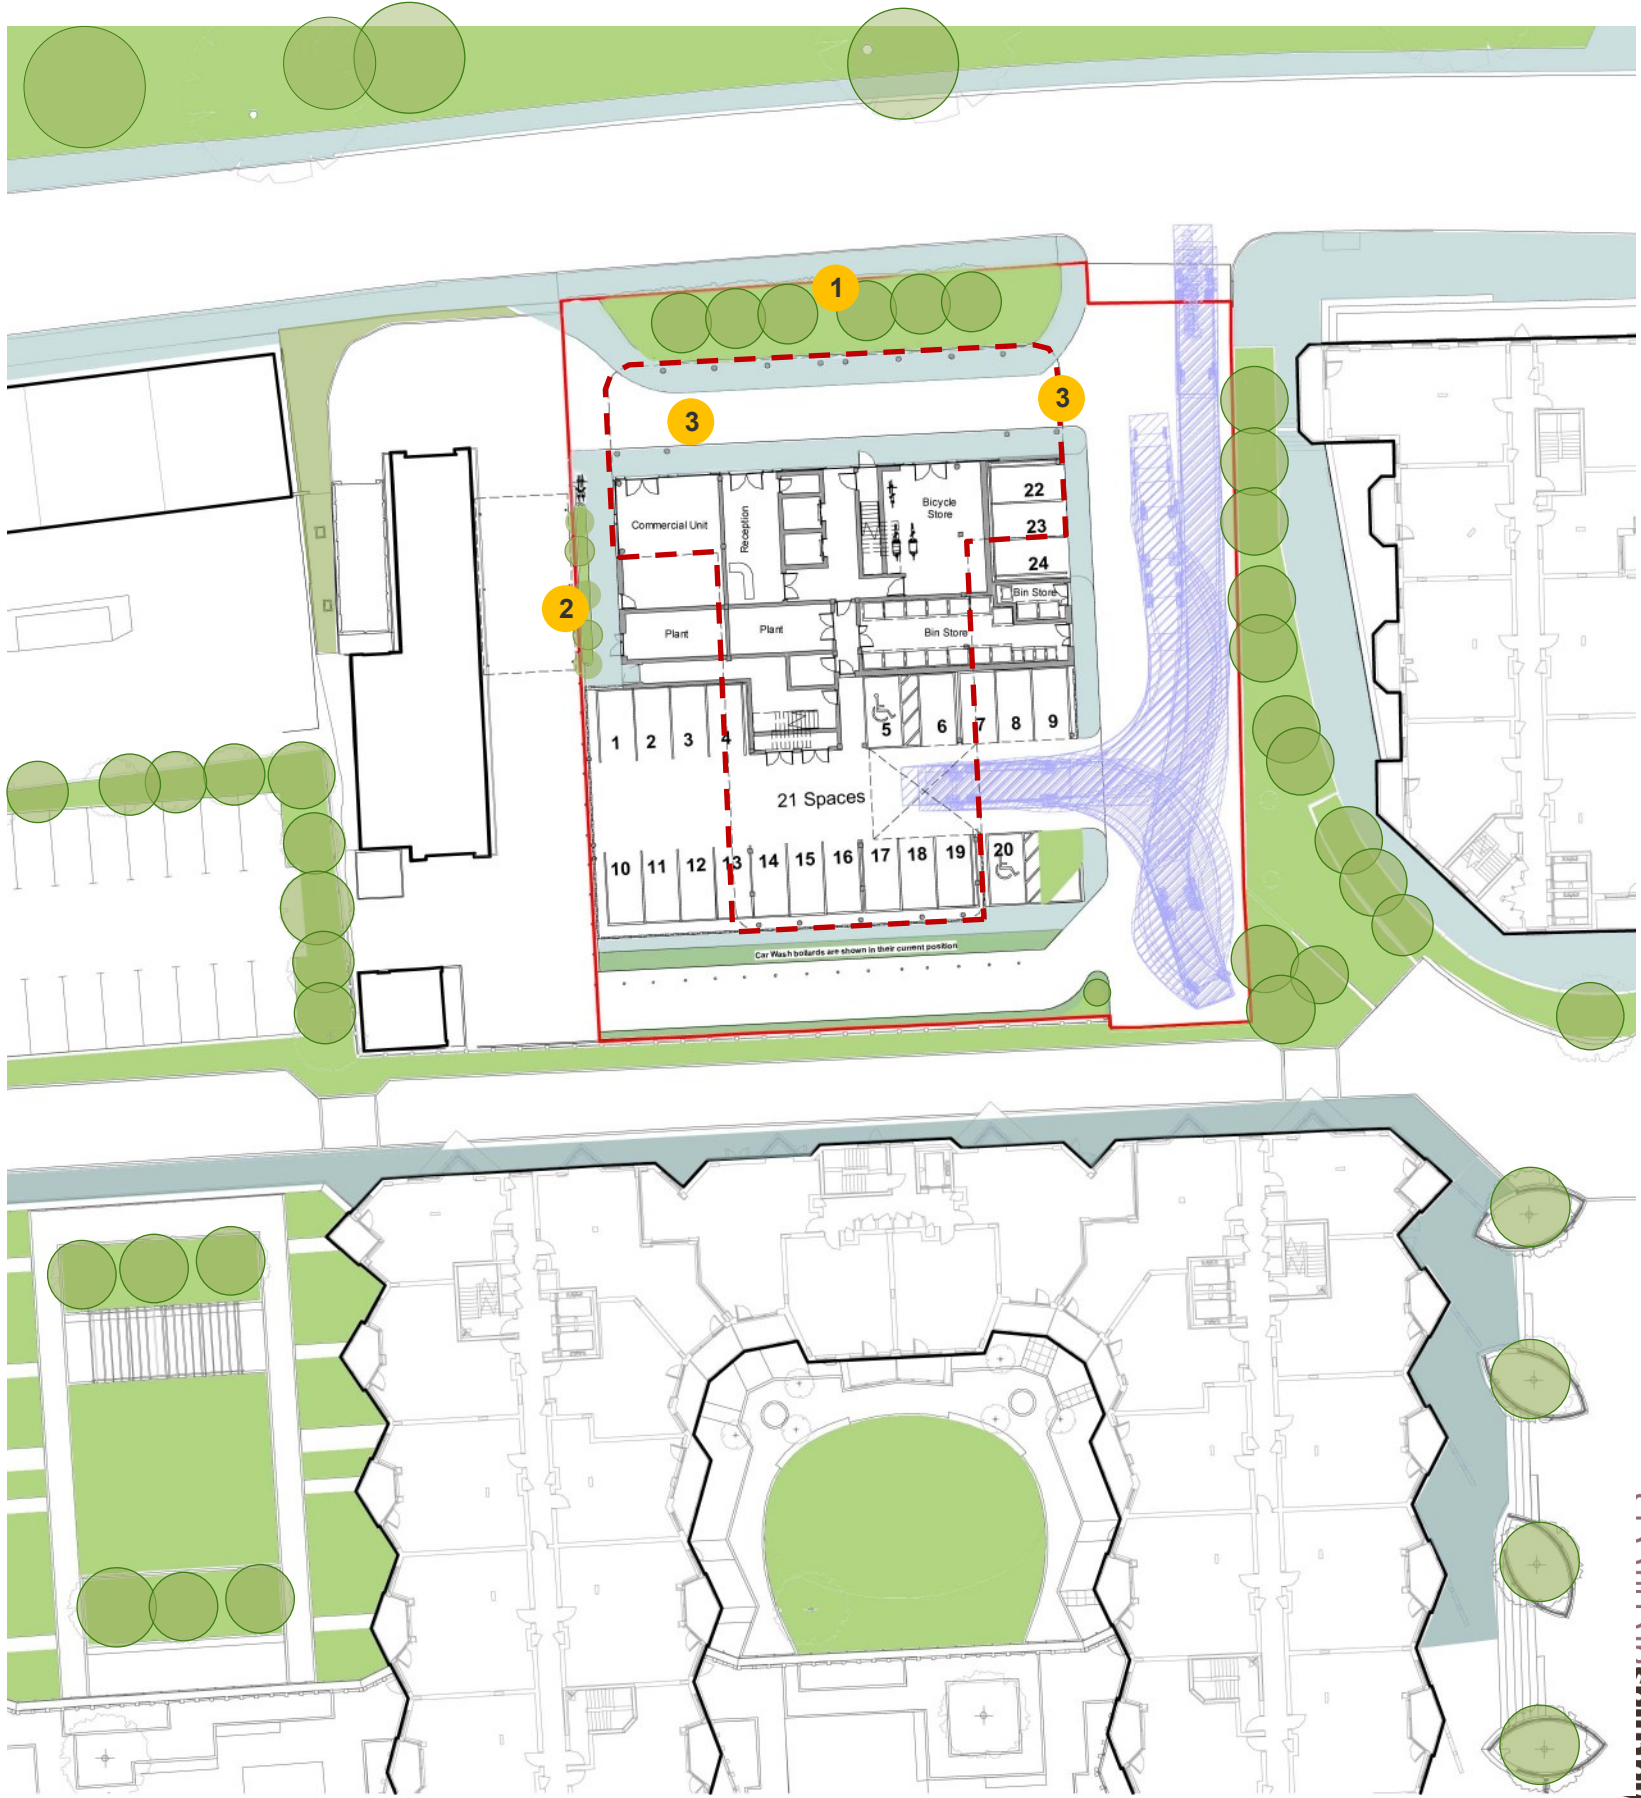 1
3
3
22
Commercial Unit
Reception
Bicycle
Store
23
24
Bin Store
2
Plant
Plant
Bin Store
1
2
3
4
5
6
7
8
9
21 Spaces
10
11
12
13
14
15
16
17
18
19
20
Car Wash bollards are shown in their current position